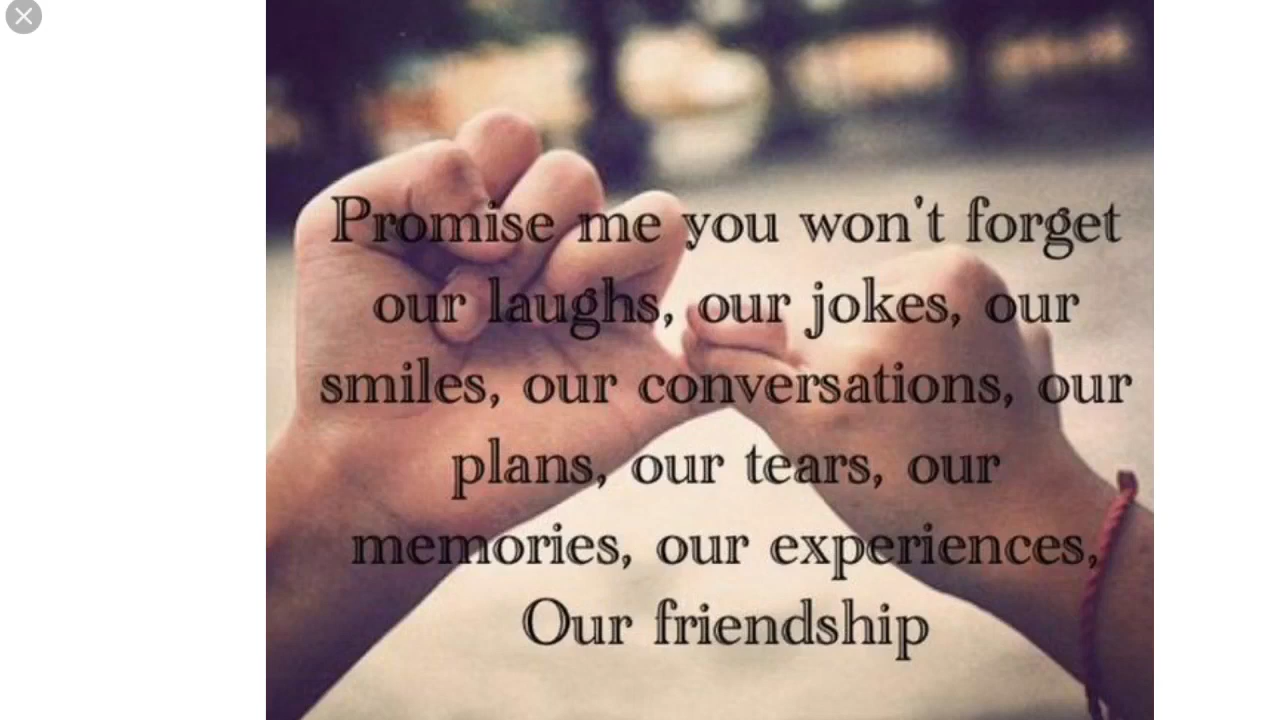 Promise me you won't forget
our laughs, our jokes, our
smiles, our conversations, our
plans, our tears, our
memories, our experiences,
Our friendship